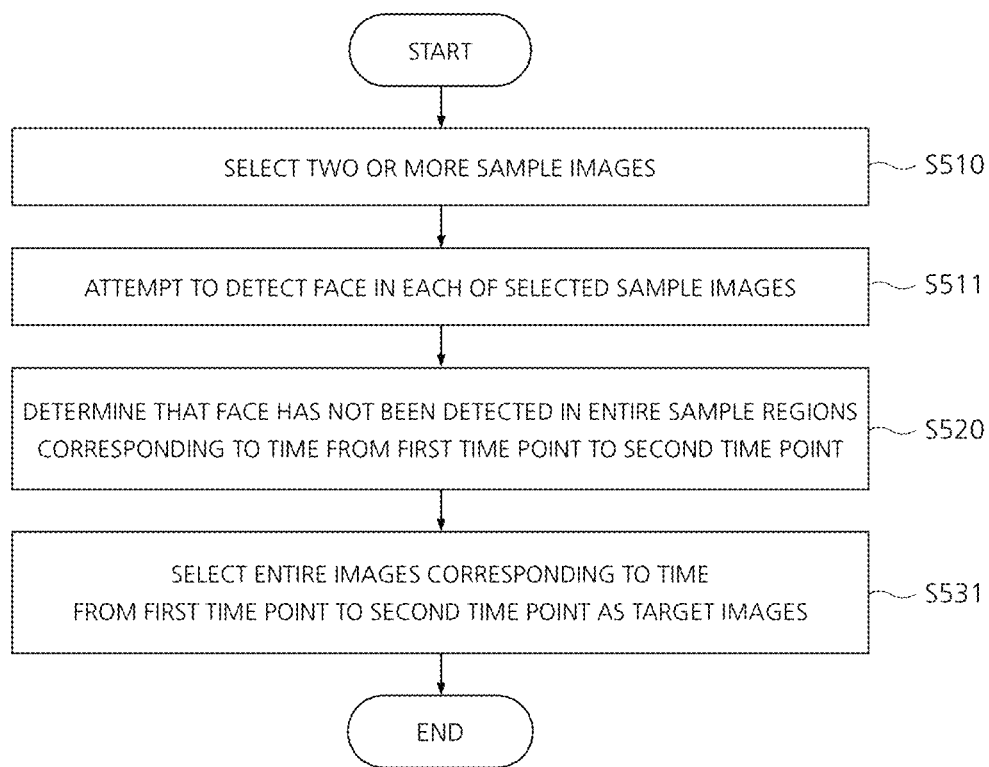 START
SELECT TWO OR MORE SAMPLE IMAGES
S510
ATTEMPT TO DETECT FACE IN EACH OF SELECTED SAMPLE IMAGES
S511
DETERMINE THAT FACE HAS NOT BEEN DETECTED IN ENTIRE SAMPLE REGIONS
CORRESPONDING TO TIME FROM FIRST TIME POINT TO SECOND TIME POINT
S520
SELECT ENTIRE IMAGES CORRESPONDING TO TIME
FROM FIRST TIME POINT TO SECOND TIME POINT AS TARGET IMAGES
S531
END